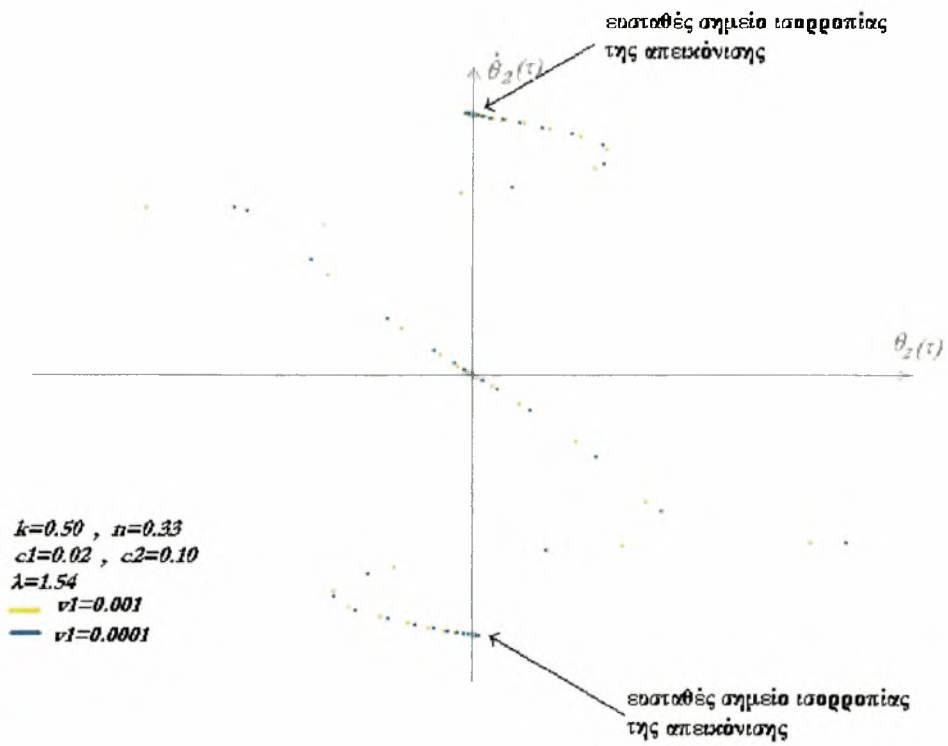 ευσταθές σημείο ισορροπίας
της απεικόνισης
θ̇₂(τ)
θ₂(τ)
k=0.50 , n=0.33
c1=0.02 , c2=0.10
λ=1.54
v1=0.001
v1=0.0001
ευσταθές σημείο ισορροπίας
της απεικόνισης